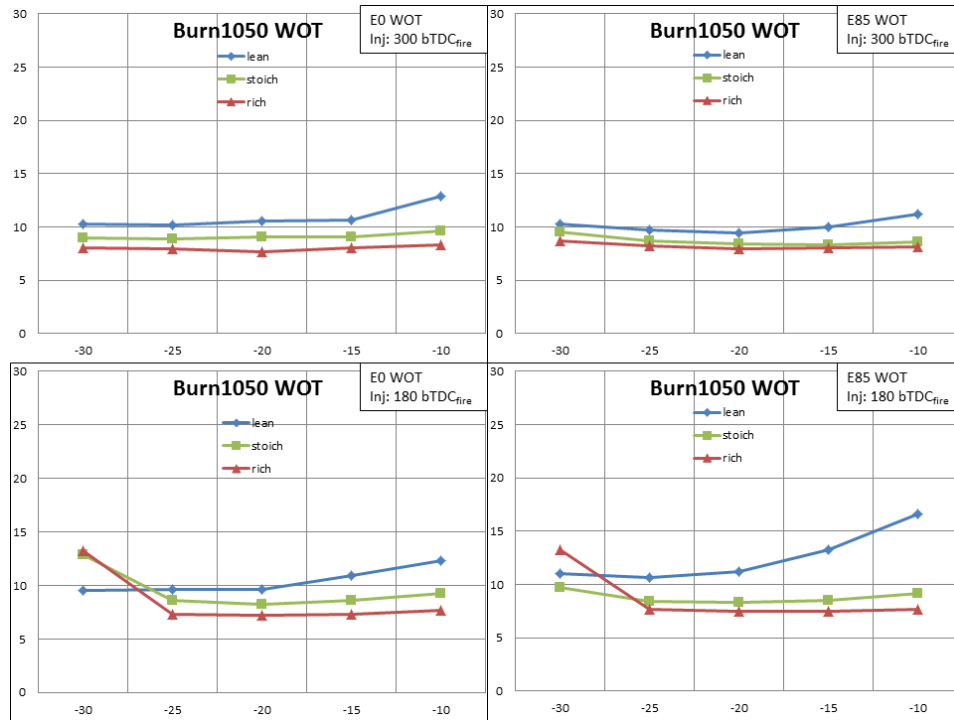 Burn1050 WOT
E0 WOT
Inj: 300 bTDCfire
lean
stoich
rich
30
25
20
15
10
5
0
-30 -25 -20 -15 -10
Burn1050 WOT
E85 WOT
Inj: 300 bTDCfire
lean
stoich
rich
30
25
20
15
10
5
0
-30 -25 -20 -15 -10
Burn1050 WOT
E0 WOT
Inj: 180 bTDCfire
lean
stoich
rich
30
25
20
15
10
5
0
-30 -25 -20 -15 -10
Burn1050 WOT
E85 WOT
Inj: 180 bTDCfire
lean
stoich
rich
30
25
20
15
10
5
0
-30 -25 -20 -15 -10